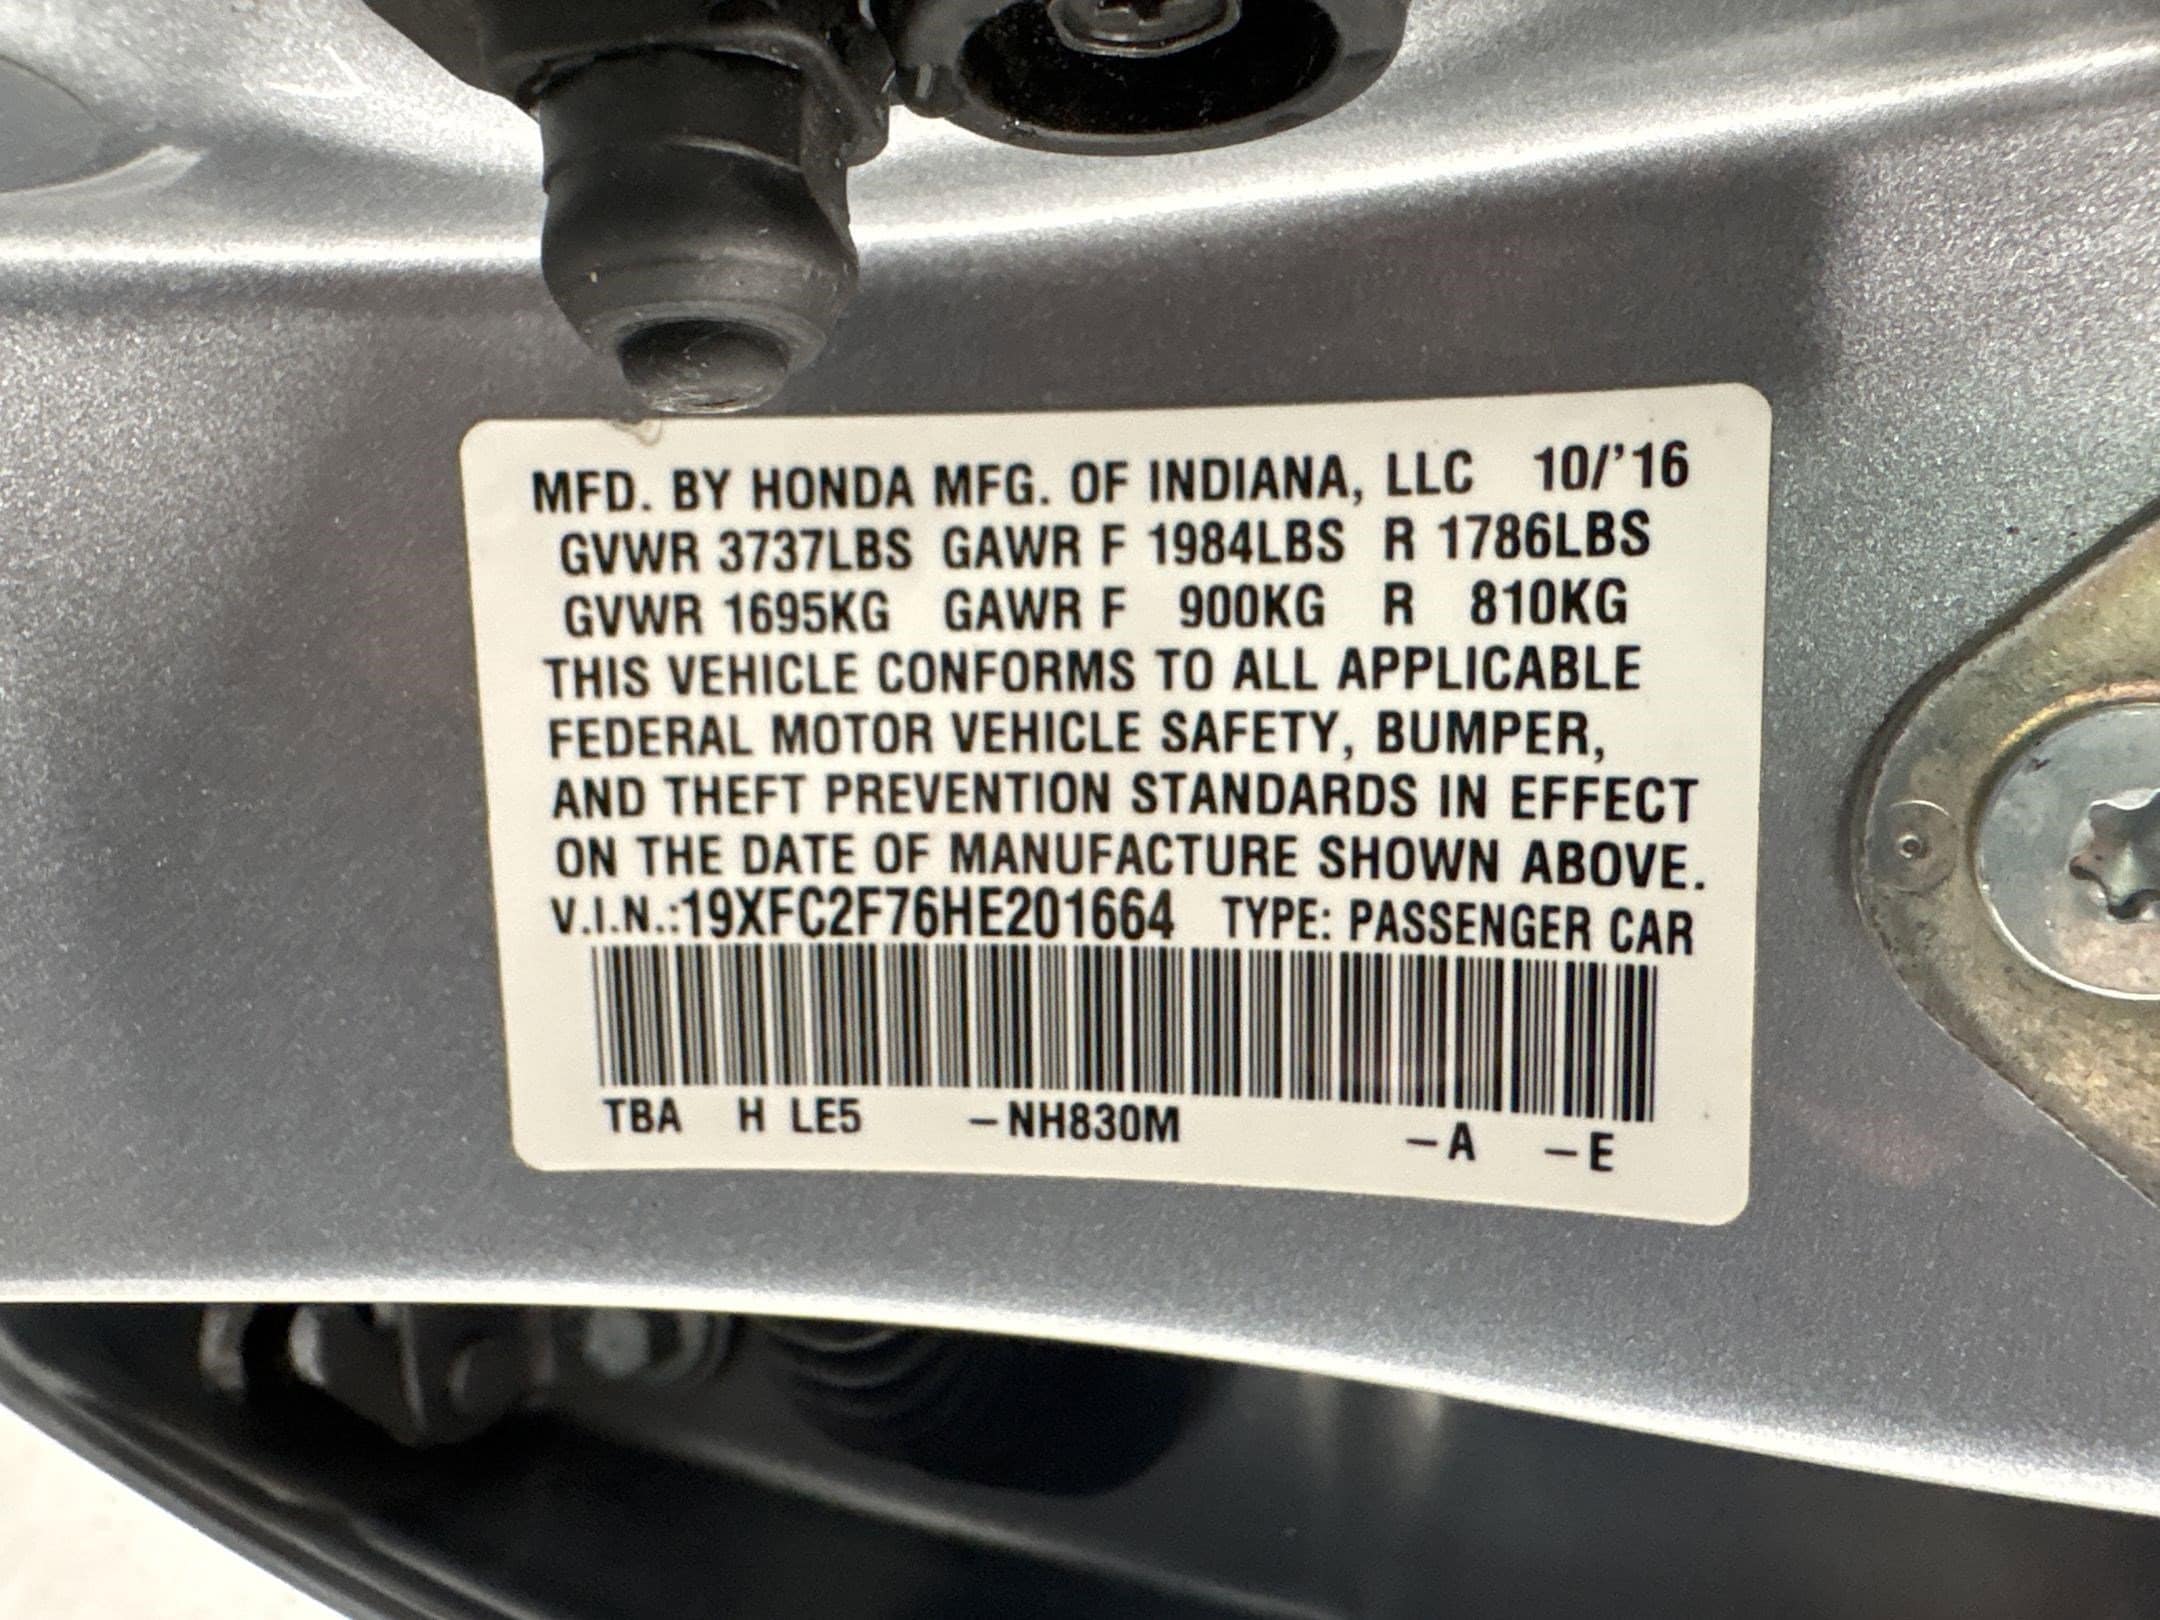 MFD. BY HONDA MFG. OF INDIANA, LLC 10/'16
GVWR 3737LBS GAWR F 1984LBS R 1786LBS
GVWR 1695KG GAWR F 900KG R 810KG
THIS VEHICLE CONFORMS TO ALL APPLICABLE
FEDERAL MOTOR VEHICLE SAFETY, BUMPER,
AND THEFT PREVENTION STANDARDS IN EFFECT
ON THE DATE OF MANUFACTURE SHOWN ABOVE.
V.I.N.:19XFC2F76HE201664 TYPE: PASSENGER CAR
TBA H LE5 –NH830M –A –E